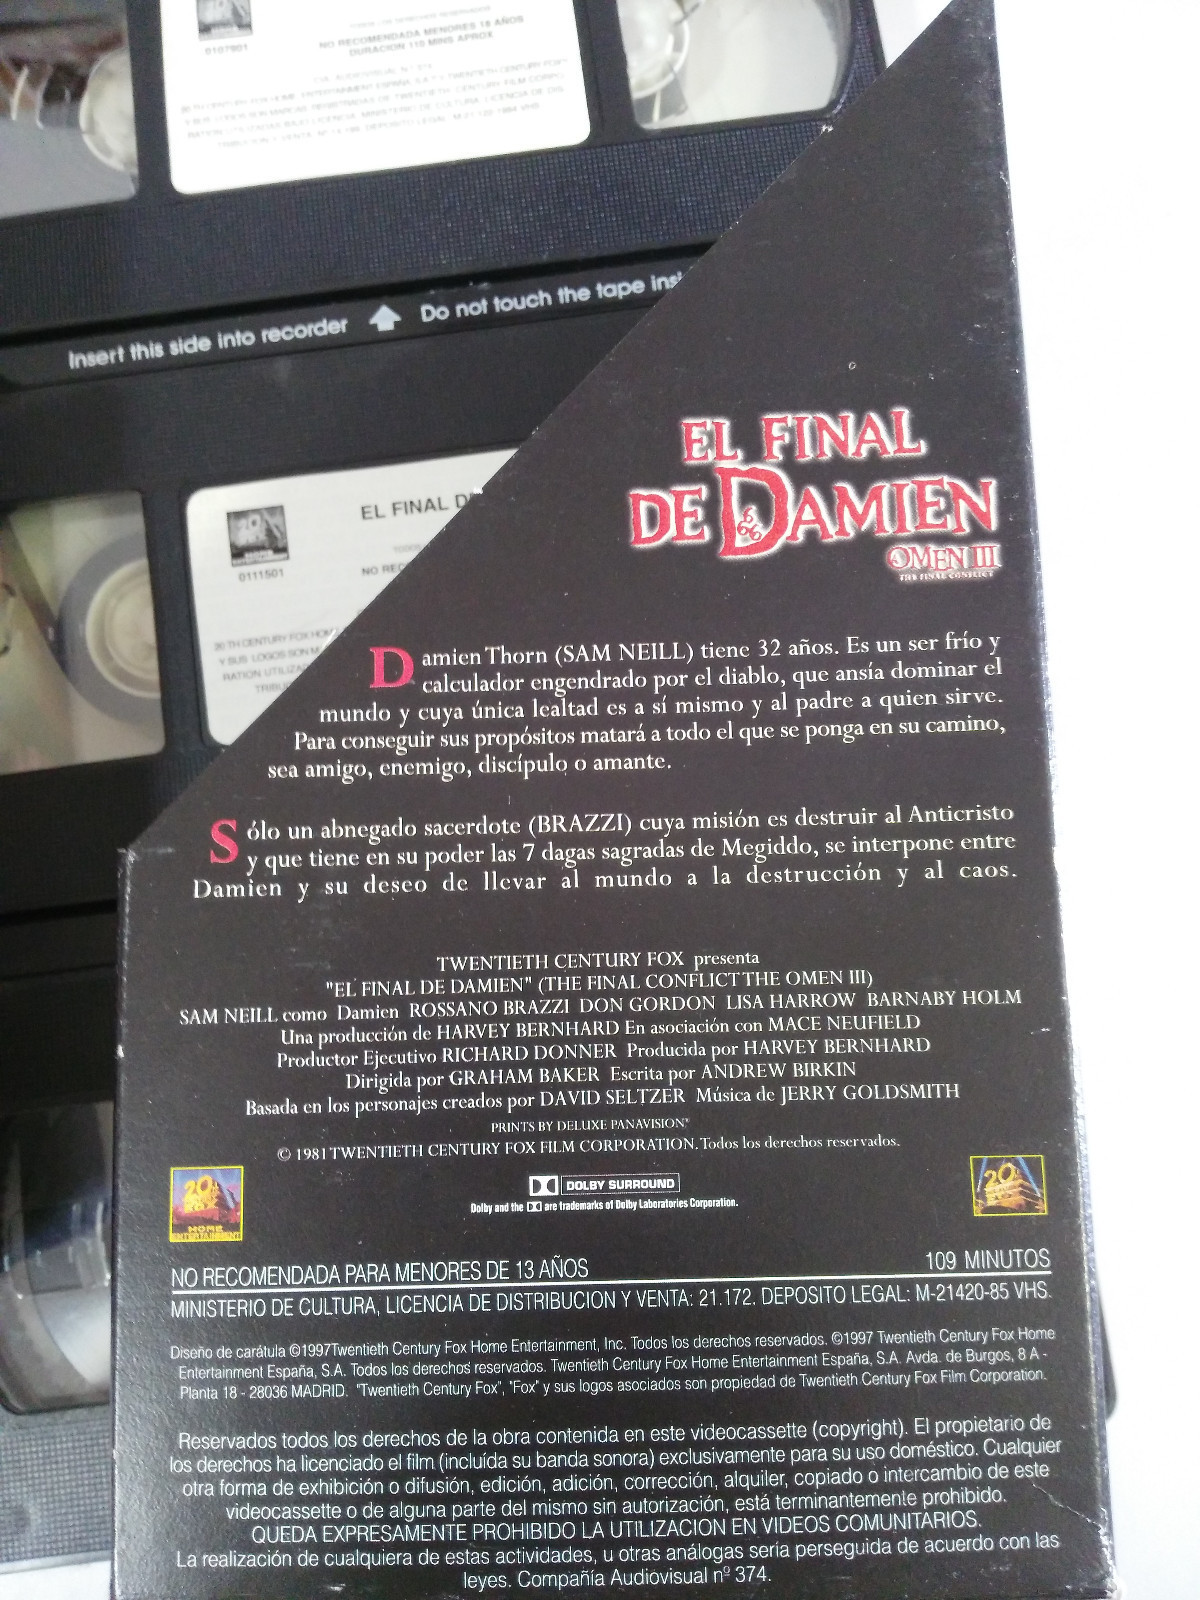 0107901
NO RECOMENDADA MENORES 18 AÑOS
DURACION 110 MINS APROX
Insert this side into recorder Do not touch the tape insi
EL FINAL D
0111501
NO REC
EL FINAL
DE DAMIEN
666
OMEN III
THE FINAL CONFLICT
Damien Thorn (SAM NEILL) tiene 32 años. Es un ser frío y
calculador engendrado por el diablo, que ansía dominar el
mundo y cuya única lealtad es a sí mismo y al padre a quien sirve.
Para conseguir sus propósitos matará a todo el que se ponga en su camino,
sea amigo, enemigo, discípulo o amante.
Sólo un abnegado sacerdote (BRAZZI) cuya misión es destruir al Anticristo
y que tiene en su poder las 7 dagas sagradas de Megiddo, se interpone entre
Damien y su deseo de llevar al mundo a la destrucción y al caos.
TWENTIETH CENTURY FOX presenta
"EL FINAL DE DAMIEN" (THE FINAL CONFLICT THE OMEN III)
SAM NEILL como Damien ROSSANO BRAZZI DON GORDON LISA HARROW BARNABY HOLM
Una producción de HARVEY BERNHARD En asociación con MACE NEUFIELD
Productor Ejecutivo RICHARD DONNER Producida por HARVEY BERNHARD
Dirigida por GRAHAM BAKER Escrita por ANDREW BIRKIN
Basada en los personajes creados por DAVID SELTZER Música de JERRY GOLDSMITH
PRINTS BY DELUXE PANAVISION®
© 1981 TWENTIETH CENTURY FOX FILM CORPORATION. Todos los derechos reservados.
DOLBY SURROUND
Dolby and the are trademarks of Dolby Laboratories Corporation.
20th FOX HOME ENTERTAINMENT
20th FOX
NO RECOMENDADA PARA MENORES DE 13 AÑOS 109 MINUTOS
MINISTERIO DE CULTURA, LICENCIA DE DISTRIBUCION Y VENTA: 21.172. DEPOSITO LEGAL: M-21420-85 VHS.
Diseño de carátula ©1997 Twentieth Century Fox Home Entertainment, Inc. Todos los derechos reservados. ©1997 Twentieth Century Fox Home
Entertainment España, S.A. Todos los derechos reservados. Twentieth Century Fox Home Entertainment España, S.A. Avda. de Burgos, 8 A -
Planta 18 - 28036 MADRID. "Twentieth Century Fox", "Fox" y sus logos asociados son propiedad de Twentieth Century Fox Film Corporation.
Reservados todos los derechos de la obra contenida en este videocassette (copyright). El propietario de
los derechos ha licenciado el film (incluída su banda sonora) exclusivamente para su uso doméstico. Cualquier
otra forma de exhibición o difusión, edición, adición, corrección, alquiler, copiado o intercambio de este
videocassette o de alguna parte del mismo sin autorización, está terminantemente prohibido.
QUEDA EXPRESAMENTE PROHIBIDO LA UTILIZACION EN VIDEOS COMUNITARIOS.
La realización de cualquiera de estas actividades, u otras análogas sería perseguida de acuerdo con las
leyes. Compañía Audiovisual nº 374.